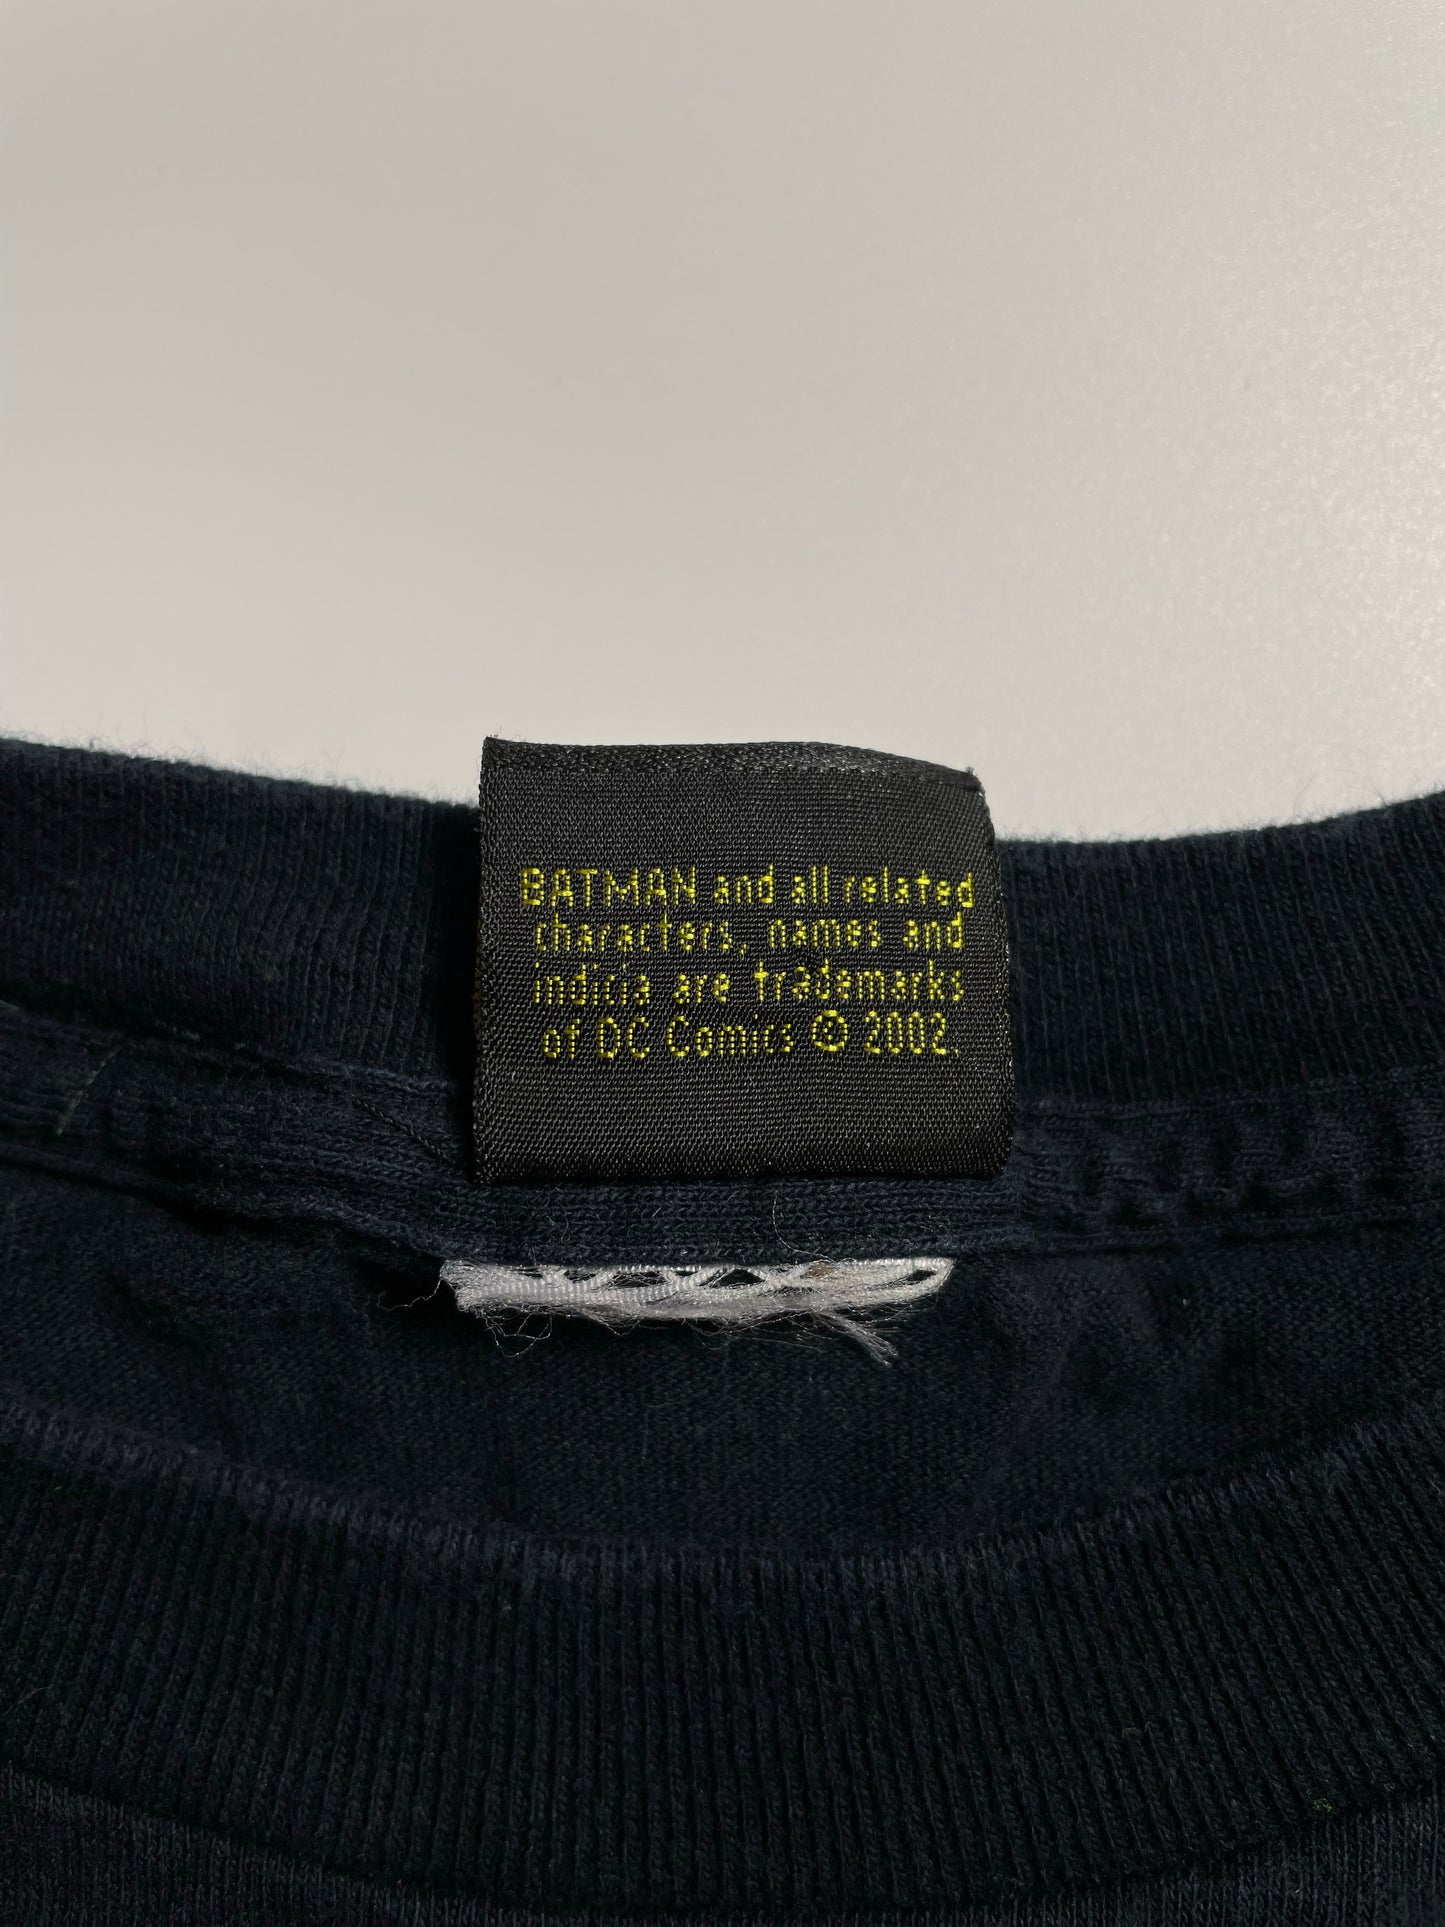 BATMAN and all related
characters, names and
indicia are trademarks
of DC Comics © 2002.